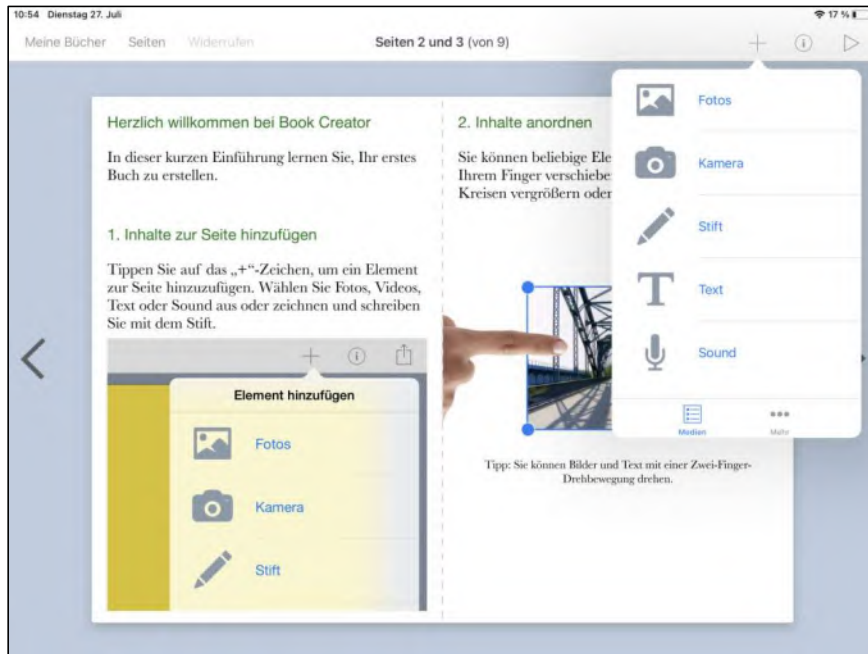 10:54 Dienstag 27. Juli
17 %
Meine Bücher Seiten Widerrufen
Seiten 2 und 3 (von 9)
Herzlich willkommen bei Book Creator
In dieser kurzen Einführung lernen Sie, Ihr erstes
Buch zu erstellen.
1. Inhalte zur Seite hinzufügen
Tippen Sie auf das „+“-Zeichen, um ein Element
zur Seite hinzuzufügen. Wählen Sie Fotos, Videos,
Text oder Sound aus oder zeichnen und schreiben
Sie mit dem Stift.
Element hinzufügen
Fotos
Kamera
Stift
2. Inhalte anordnen
Sie können beliebige Ele
Ihrem Finger verschiebe
Kreisen vergrößern oder
Tipp: Sie können Bilder und Text mit einer Zwei-Finger-
Drehbewegung drehen.
Fotos
Kamera
Stift
Text
Sound
Medien
Mehr